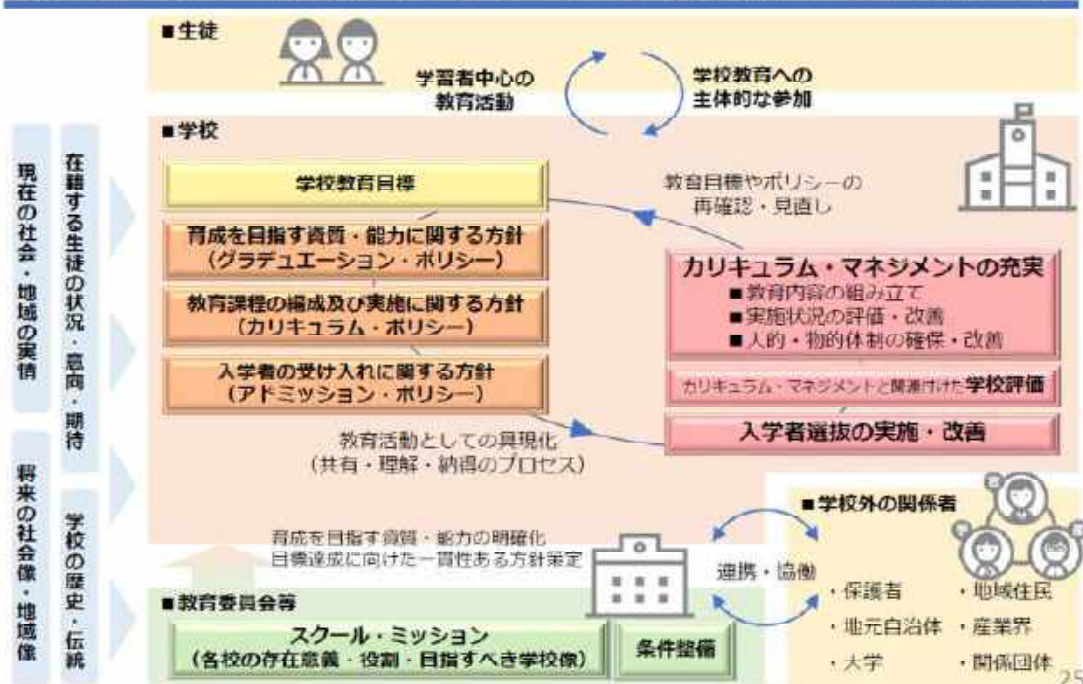 ■生徒
学習者中心の
教育活動
学校教育への
主体的な参加
現在の社会・地域の実情
将来の社会像・地域像
在籍する生徒の状況・意向・期待
学校の歴史・伝統
■学校
学校教育目標
育成を目指す資質・能力に関する方針
(グラデュエーション・ポリシー)
教育課程の編成及び実施に関する方針
(カリキュラム・ポリシー)
入学者の受け入れに関する方針
(アドミッション・ポリシー)
教育目標やポリシーの
再確認・見直し
カリキュラム・マネジメントの充実
■教育内容の組み立て
■実施状況の評価・改善
■人的・物的体制の確保・改善
カリキュラム・マネジメントと関連付けた学校評価
入学者選抜の実施・改善
教育活動としての具現化
(共有・理解・納得のプロセス)
育成を目指す資質・能力の明確化
目標達成に向けた一貫性ある方針策定
連携・協働
■教育委員会等
スクール・ミッション
(各校の存在意義・役割・目指すべき学校像)
条件整備
■学校外の関係者
・保護者 ・地域住民
・地元自治体 ・産業界
・大学 ・関係団体
25